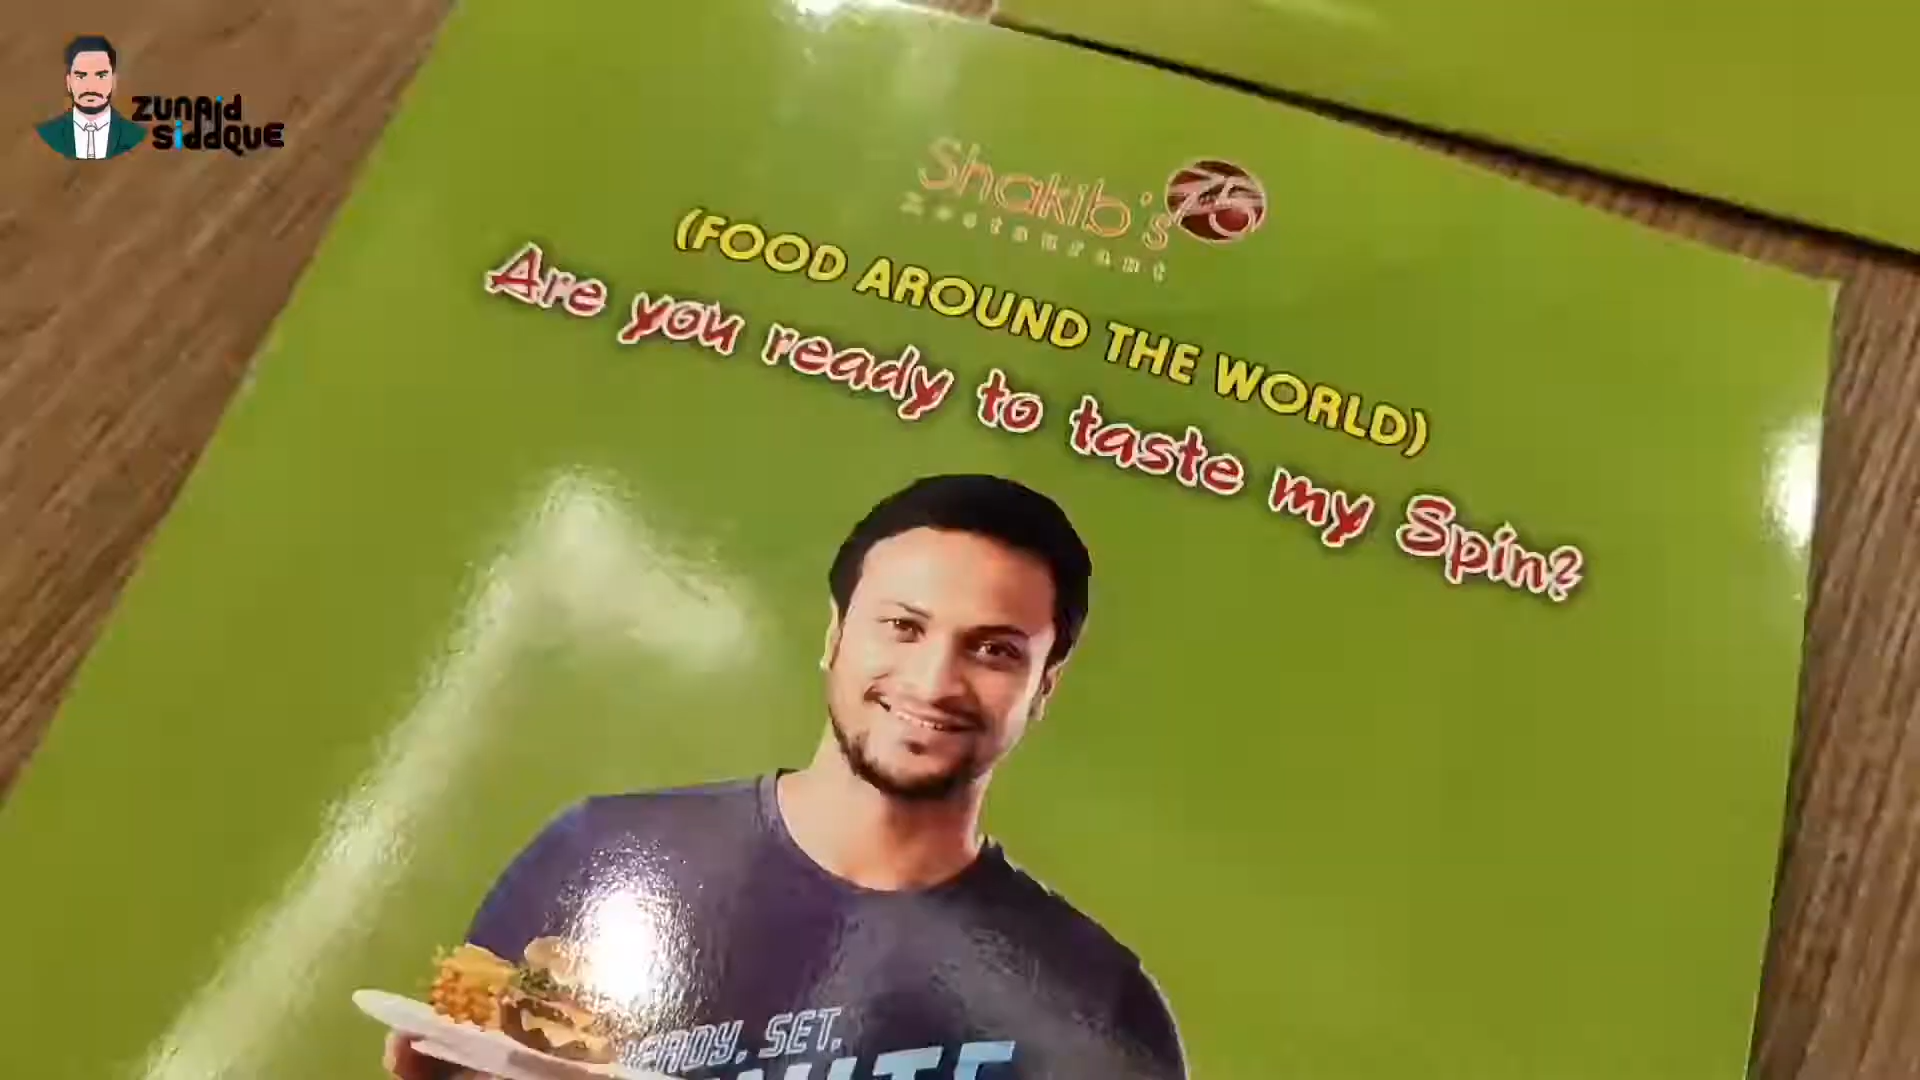 ZUNAID
SIDDQUE
Shakib's 75
Restaurant
(FOOD AROUND THE WORLD)
Are you ready to taste my Spin?
READY. SET.